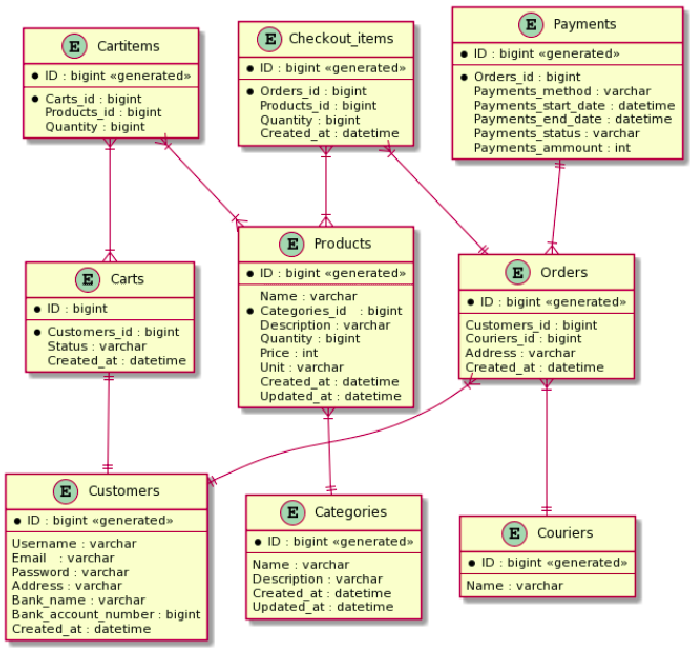 E Cartitems
ID : bigint «generated»
Carts_id : bigint
Products_id : bigint
Quantity : bigint
E Checkout_items
ID : bigint «generated»
Orders_id : bigint
Products_id : bigint
Quantity : bigint
Created_at : datetime
E Payments
ID : bigint «generated»
Orders_id : bigint
Payments_method : varchar
Payments_start_date : datetime
Payments_end_date : datetime
Payments_status : varchar
Payments_ammount : int
E Carts
ID : bigint
Customers_id : bigint
Status : varchar
Created_at : datetime
E Products
ID : bigint «generated»
Name : varchar
Categories_id : bigint
Description : varchar
Quantity : bigint
Price : int
Unit : varchar
Created_at : datetime
Updated_at : datetime
E Orders
ID : bigint «generated»
Customers_id : bigint
Couriers_id : bigint
Address : varchar
Created_at : datetime
E Customers
ID : bigint «generated»
Username : varchar
Email : varchar
Password : varchar
Address : varchar
Bank_name : varchar
Bank_account_number : bigint
Created_at : datetime
E Categories
ID : bigint «generated»
Name : varchar
Description : varchar
Created_at : datetime
Updated_at : datetime
E Couriers
ID : bigint «generated»
Name : varchar